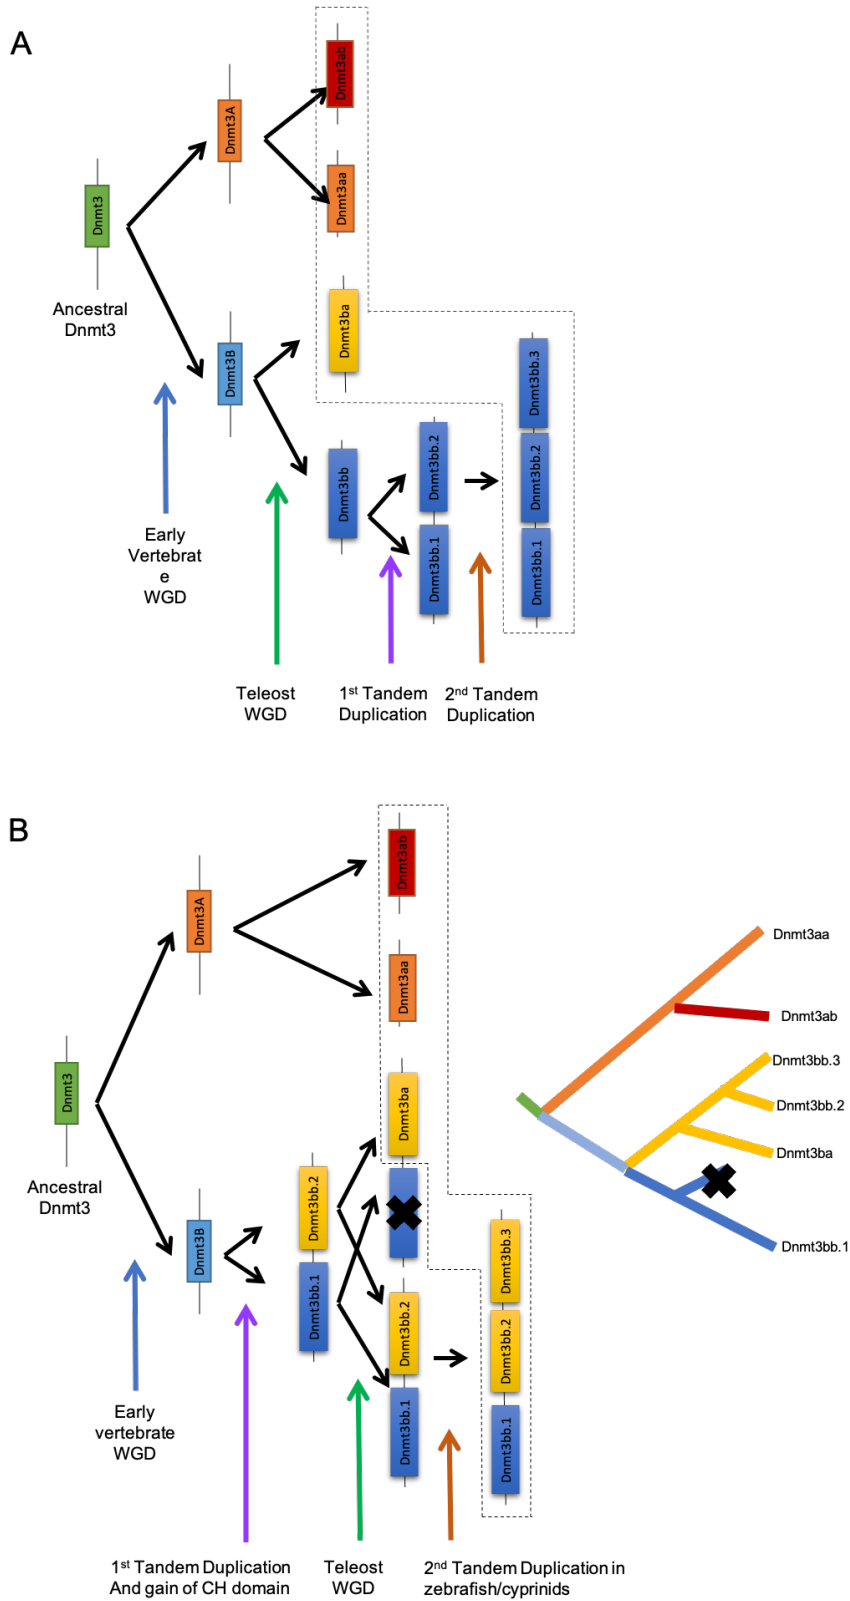 A
Dnmt3ab
Dnmt3A
Dnmt3aa
Dnmt3
Ancestral
Dnmt3
Dnmt3ba
Dnmt3B
Dnmt3bb.3
Dnmt3bb.2
Dnmt3bb.2
Dnmt3bb
Dnmt3bb.1
Dnmt3bb.1
Early
Vertebrat
e
WGD
Teleost
WGD
1st Tandem
Duplication
2nd Tandem
Duplication
B
Dnmt3ab
Dnmt3A
Dnmt3aa
Dnmt3
Ancestral
Dnmt3
Dnmt3ba
Dnmt3bb.2
Dnmt3B
Dnmt3bb.1
Dnmt3bb.3
Dnmt3bb.2
Dnmt3bb.2
Dnmt3bb.1
Dnmt3bb.1
Dnmt3aa
Dnmt3ab
Dnmt3bb.3
Dnmt3bb.2
Dnmt3ba
Dnmt3bb.1
Early
vertebrate
WGD
1st Tandem Duplication
And gain of CH domain
Teleost
WGD
2nd Tandem Duplication in
zebrafish/cyprinids